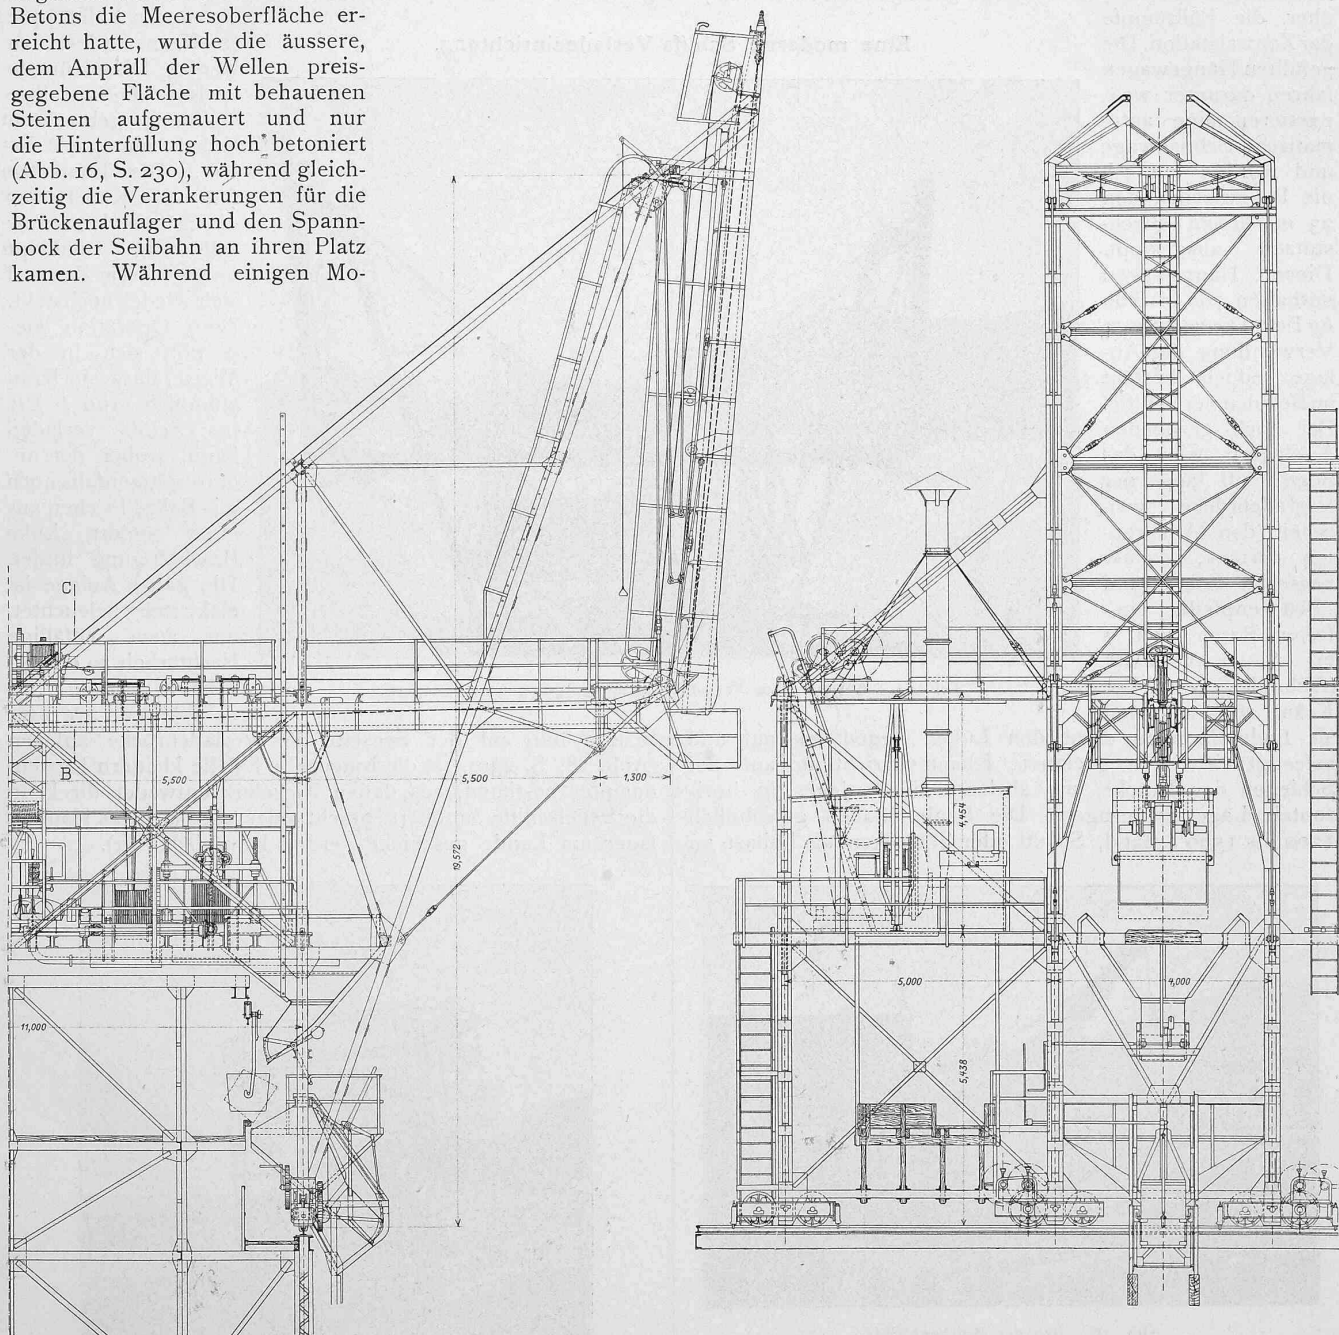 Betons die Meeresoberfläche er-
reicht hatte, wurde die äussere,
dem Anprall der Wellen preis-
gegebene Fläche mit behauenen
Steinen aufgemauert und nur
die Hinterfüllung hoch betoniert
(Abb. 16, S. 230), während gleich-
zeitig die Verankerungen für die
Brückenauflager und den Spann-
bock der Seilbahn an ihren Platz
kamen. Während einigen Mo-
C
B
5,500
5,500
1,300
19,572
11,000
4,454
5,000
4,000
5,438